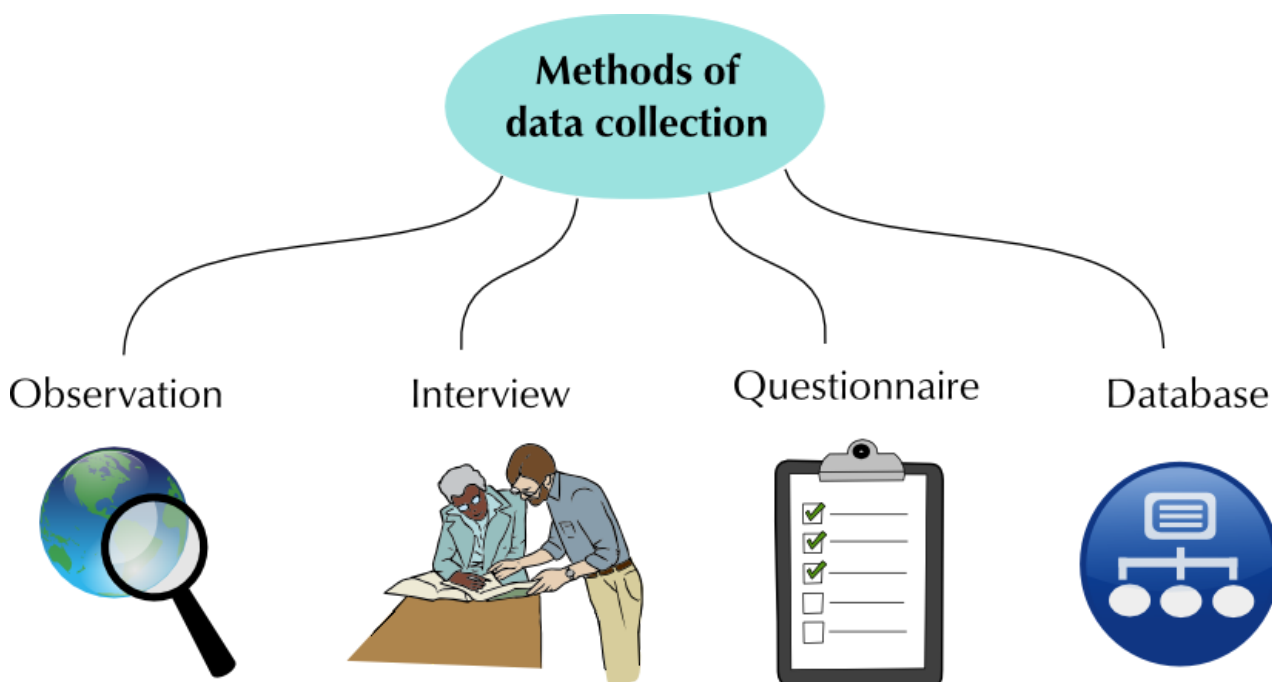 Methods of
data collection
Observation
Interview
Questionnaire
Database